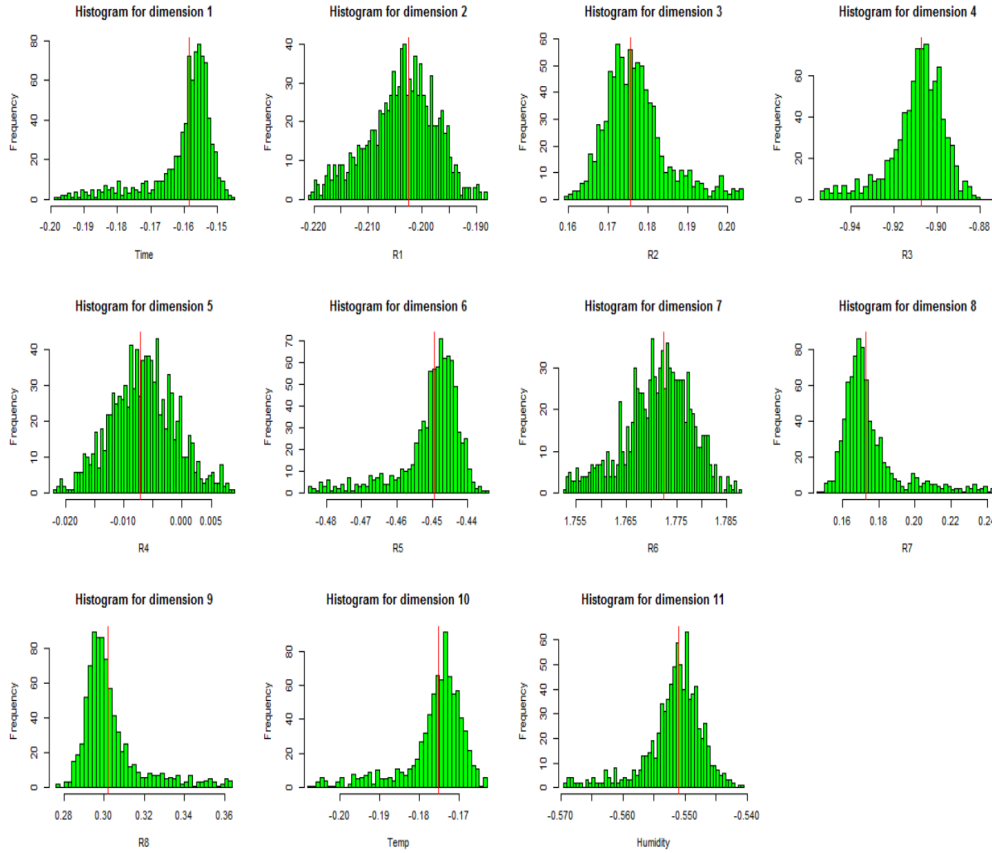 Histogram for dimension 1
Histogram for dimension 2
Histogram for dimension 3
Histogram for dimension 4
Frequency
0 20 40 60 80
-0.20 -0.19 -0.18 -0.17 -0.16 -0.15
Time
Frequency
0 10 20 30 40
-0.220 -0.210 -0.200 -0.190
R1
Frequency
0 10 20 30 40 50 60
0.16 0.17 0.18 0.19 0.20
R2
Frequency
0 20 40 60
-0.94 -0.92 -0.90 -0.88
R3
Histogram for dimension 5
Histogram for dimension 6
Histogram for dimension 7
Histogram for dimension 8
Frequency
0 10 20 30 40
-0.020 -0.010 0.000 0.005
R4
Frequency
0 10 20 30 40 50 60 70
-0.48 -0.47 -0.46 -0.45 -0.44
R5
Frequency
0 10 20 30
1.755 1.765 1.775 1.785
R6
Frequency
0 20 40 60 80
0.16 0.18 0.20 0.22 0.24
R7
Histogram for dimension 9
Histogram for dimension 10
Histogram for dimension 11
Frequency
0 20 40 60 80
0.28 0.30 0.32 0.34 0.36
R8
Frequency
0 20 40 60 80
-0.20 -0.19 -0.18 -0.17
Temp
Frequency
0 10 20 30 40 50 60
-0.570 -0.560 -0.550 -0.540
Humidity